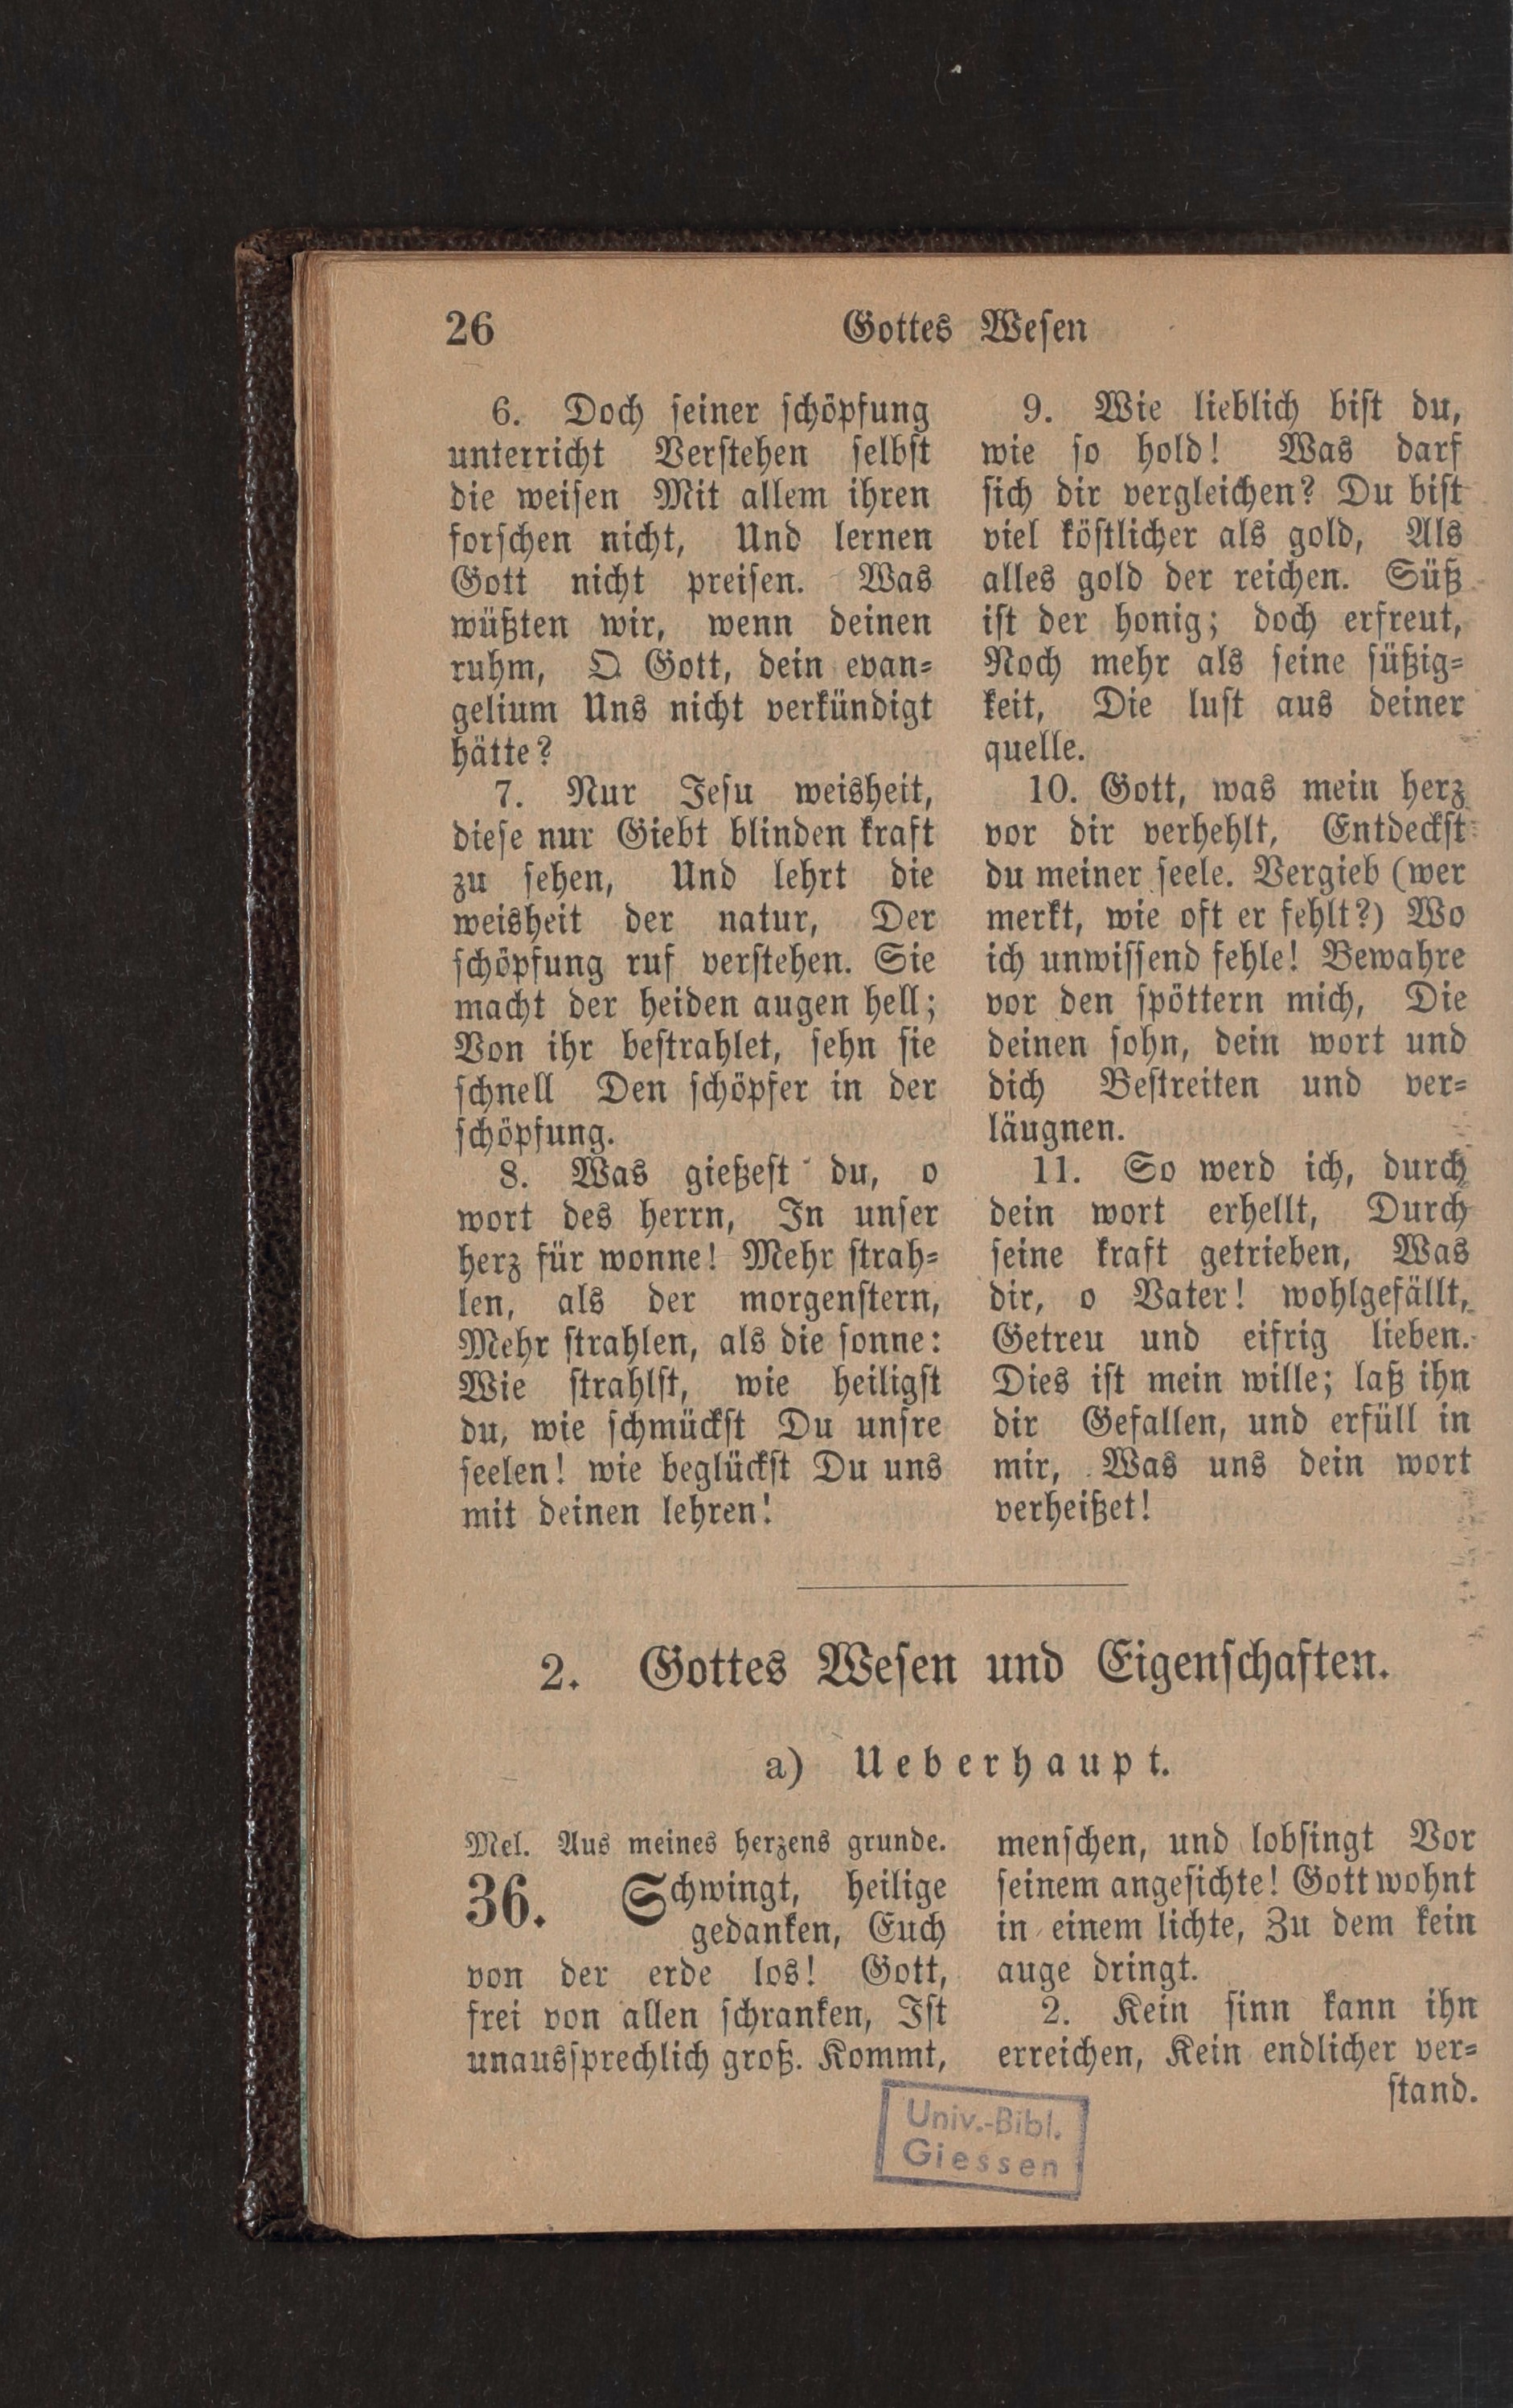 26 Gottes Wesen
6. Doch seiner schöpfung
unterricht Verstehen selbst
die weisen Mit allem ihren
forschen nicht, Und lernen
Gott nicht preisen. Was
wüßten wir, wenn deinen
ruhm, O Gott, dein evan-
gelium Uns nicht verkündigt
hätte?
7. Nur Jesu weisheit,
diese nur Giebt blinden kraft
zu sehen, Und lehrt die
weisheit der natur, Der
schöpfung ruf verstehen. Sie
macht der heiden augen hell;
Von ihr bestrahlet, sehn sie
schnell Den schöpfer in der
schöpfung.
8. Was gießest du, o
wort des herrn, In unser
herz für wonne! Mehr strah-
len, als der morgenstern,
Mehr strahlen, als die sonne:
Wie strahlst, wie heiligst
du, wie schmückst Du unsre
seelen! wie beglückst Du uns
mit deinen lehren!
9. Wie lieblich bist du,
wie so hold! Was darf
sich dir vergleichen? Du bist
viel köstlicher als gold, Als
alles gold der reichen. Süß
ist der honig; doch erfreut,
Noch mehr als seine süßig-
keit, Die lust aus deiner
quelle.
10. Gott, was mein herz
vor dir verhehlt, Entdeckst
du meiner seele. Vergieb (wer
merkt, wie oft er fehlt?) Wo
ich unwissend fehle! Bewahre
vor den spöttern mich, Die
deinen sohn, dein wort und
dich Bestreiten und ver-
läugnen.
11. So werd ich, durch
dein wort erhellt, Durch
seine kraft getrieben, Was
dir, o Vater! wohlgefällt,
Getreu und eifrig lieben.
Dies ist mein wille; laß ihn
dir Gefallen, und erfüll in
mir, Was uns dein wort
verheißet!
2. Gottes Wesen und Eigenschaften.
a) Ueberhaupt.
Mel. Aus meines herzens grunde.
36. Schwingt, heilige
gedanken, Euch
von der erde los! Gott,
frei von allen schranken, Ist
unaussprechlich groß. Kommt,
menschen, und lobsingt Vor
seinem angesichte! Gott wohnt
in einem lichte, Zu dem kein
auge dringt.
2. Kein sinn kann ihn
erreichen, Kein endlicher ver-
stand.
Univ.-Bibl.
Giessen